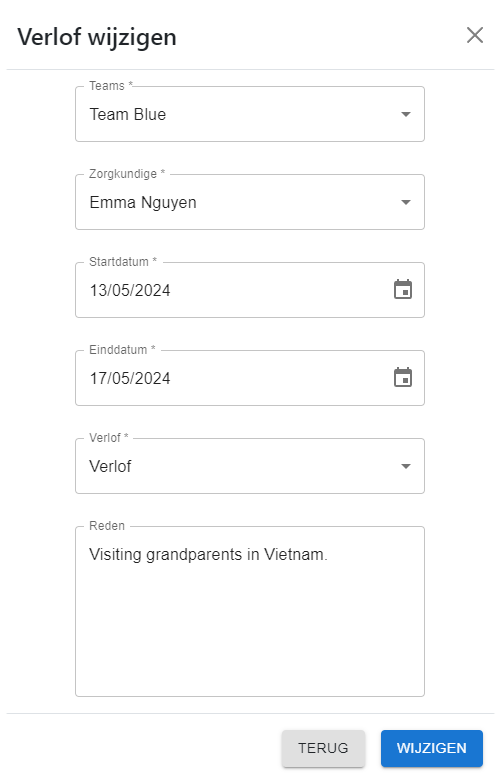 Verlof wijzigen
Teams *
Team Blue
Zorgkundige *
Emma Nguyen
Startdatum *
13/05/2024
Einddatum *
17/05/2024
Verlof *
Verlof
Reden
Visiting grandparents in Vietnam.
TERUG WIJZIGEN